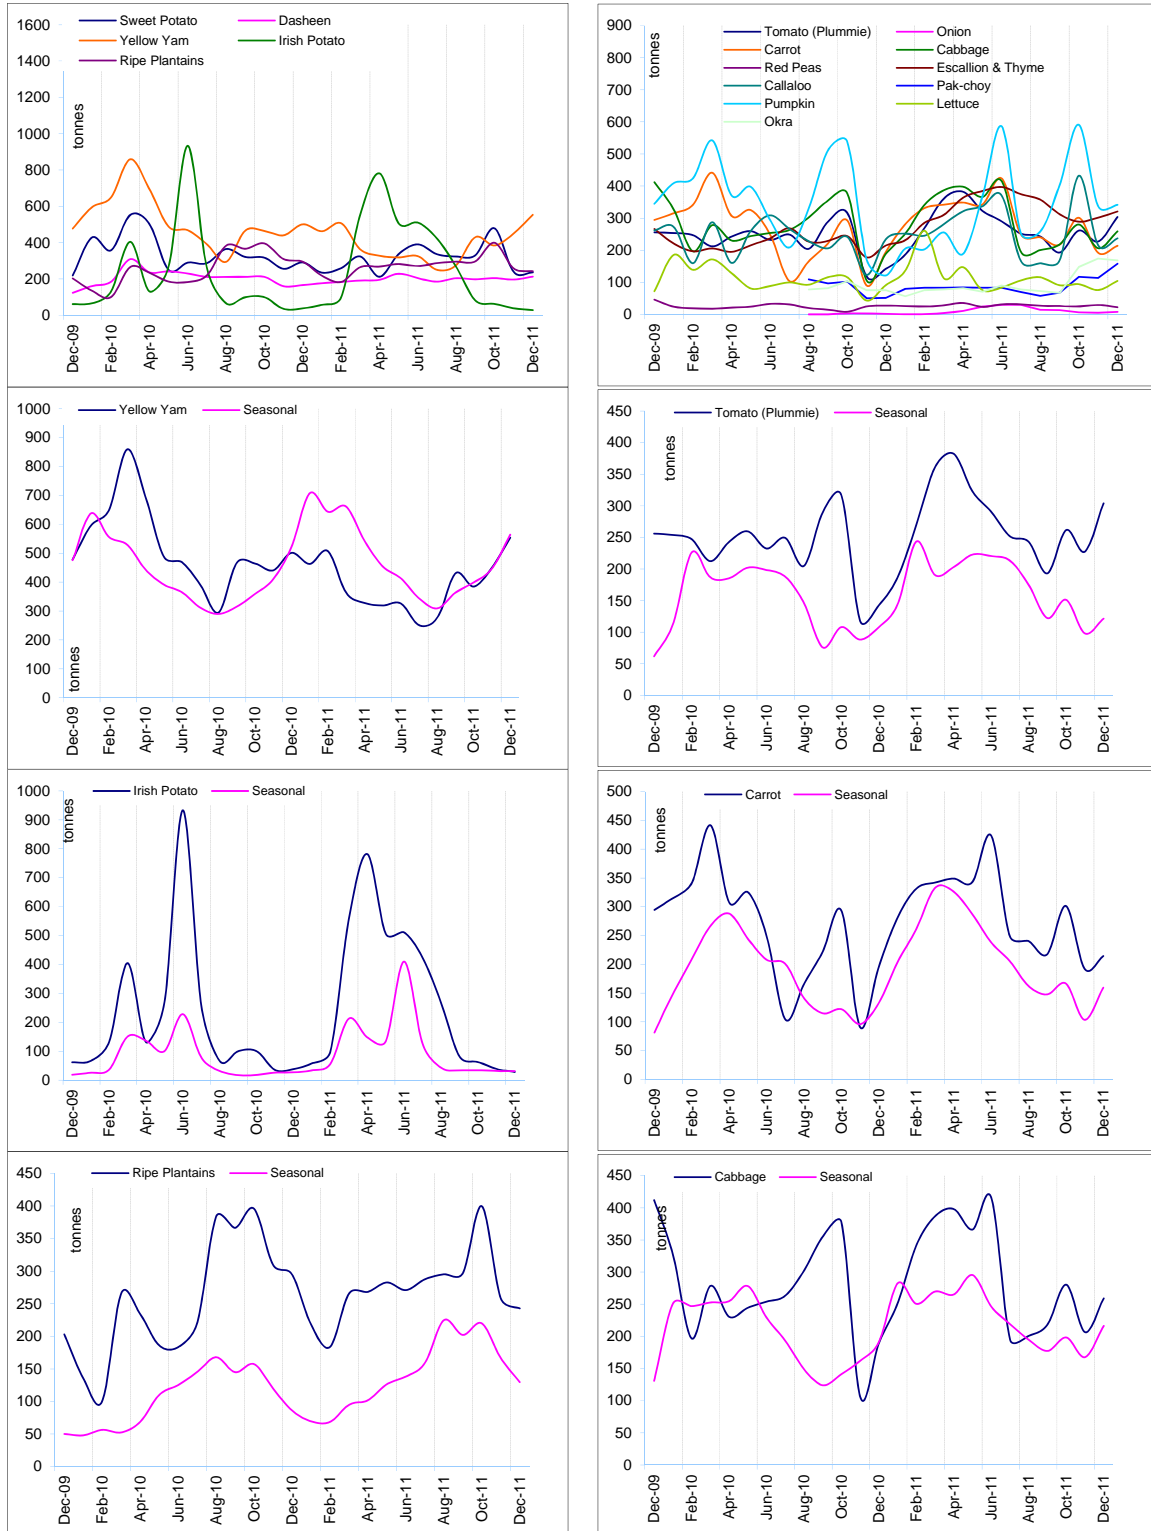 Sweet Potato Dasheen
Yellow Yam Irish Potato
Ripe Plantains
tonnes
1600
1400
1200
1000
800
600
400
200
0
Dec-09 Feb-10 Apr-10 Jun-10 Aug-10 Oct-10 Dec-10 Feb-11 Apr-11 Jun-11 Aug-11 Oct-11 Dec-11
Tomato (Plummie) Onion
Carrot Cabbage
Red Peas Escallion & Thyme
Callaloo Pak-choy
Pumpkin Lettuce
Okra
tonnes
900
800
700
600
500
400
300
200
100
0
Dec-09 Feb-10 Apr-10 Jun-10 Aug-10 Oct-10 Dec-10 Feb-11 Apr-11 Jun-11 Aug-11 Oct-11 Dec-11
Yellow Yam Seasonal
tonnes
1000
900
800
700
600
500
400
300
200
100
0
Dec-09 Feb-10 Apr-10 Jun-10 Aug-10 Oct-10 Dec-10 Feb-11 Apr-11 Jun-11 Aug-11 Oct-11 Dec-11
Tomato (Plummie) Seasonal
tonnes
450
400
350
300
250
200
150
100
50
0
Dec-09 Feb-10 Apr-10 Jun-10 Aug-10 Oct-10 Dec-10 Feb-11 Apr-11 Jun-11 Aug-11 Oct-11 Dec-11
Irish Potato Seasonal
tonnes
1000
900
800
700
600
500
400
300
200
100
0
Dec-09 Feb-10 Apr-10 Jun-10 Aug-10 Oct-10 Dec-10 Feb-11 Apr-11 Jun-11 Aug-11 Oct-11 Dec-11
Carrot Seasonal
tonnes
500
450
400
350
300
250
200
150
100
50
0
Dec-09 Feb-10 Apr-10 Jun-10 Aug-10 Oct-10 Dec-10 Feb-11 Apr-11 Jun-11 Aug-11 Oct-11 Dec-11
Ripe Plantains Seasonal
tonnes
450
400
350
300
250
200
150
100
50
0
Dec-09 Feb-10 Apr-10 Jun-10 Aug-10 Oct-10 Dec-10 Feb-11 Apr-11 Jun-11 Aug-11 Oct-11 Dec-11
Cabbage Seasonal
tonnes
450
400
350
300
250
200
150
100
50
0
Dec-09 Feb-10 Apr-10 Jun-10 Aug-10 Oct-10 Dec-10 Feb-11 Apr-11 Jun-11 Aug-11 Oct-11 Dec-11